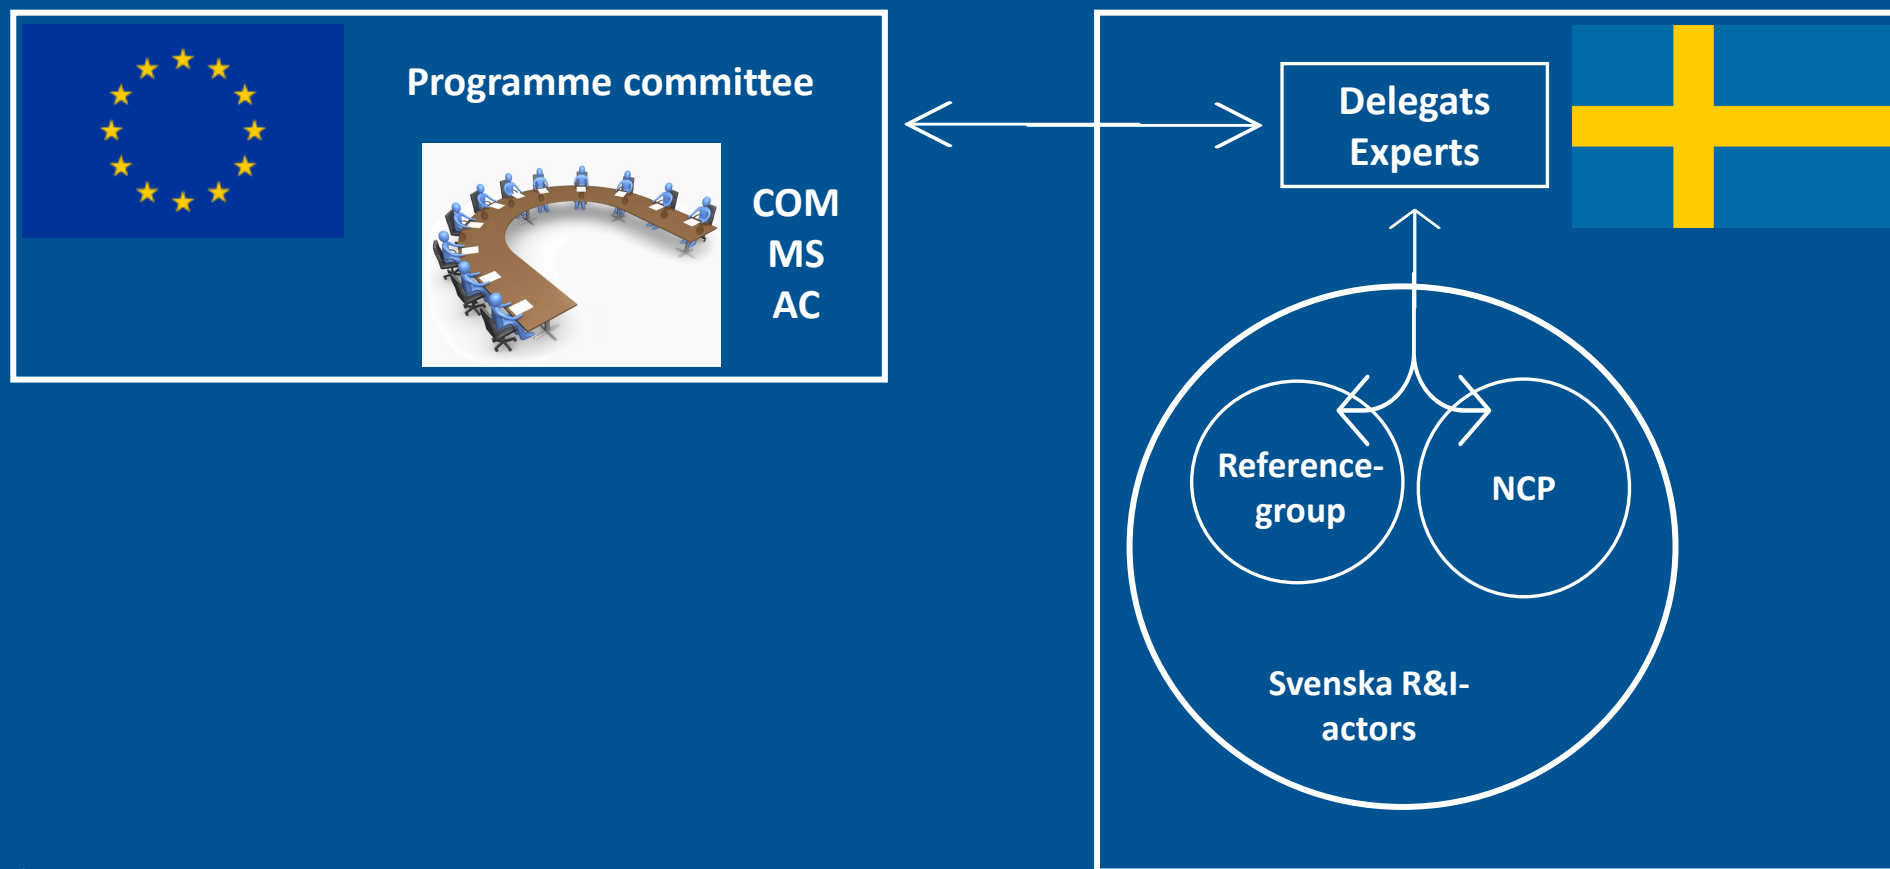 Programme committee
COM
MS
AC
Delegats
Experts
Reference-
group
NCP
Svenska R&I-
actors